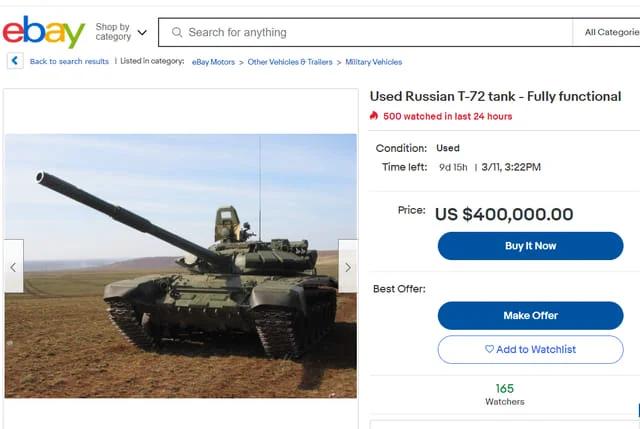 ebay
Shop by
category
Search for anything
All Categorie
Back to search results | Listed in category: eBay Motors > Other Vehicles & Trailers > Military Vehicles
Used Russian T-72 tank - Fully functional
500 watched in last 24 hours
Condition: Used
Time left: 9d 15h | 3/11, 3:22PM
Price: US $400,000.00
Buy It Now
Best Offer:
Make Offer
Add to Watchlist
165
Watchers